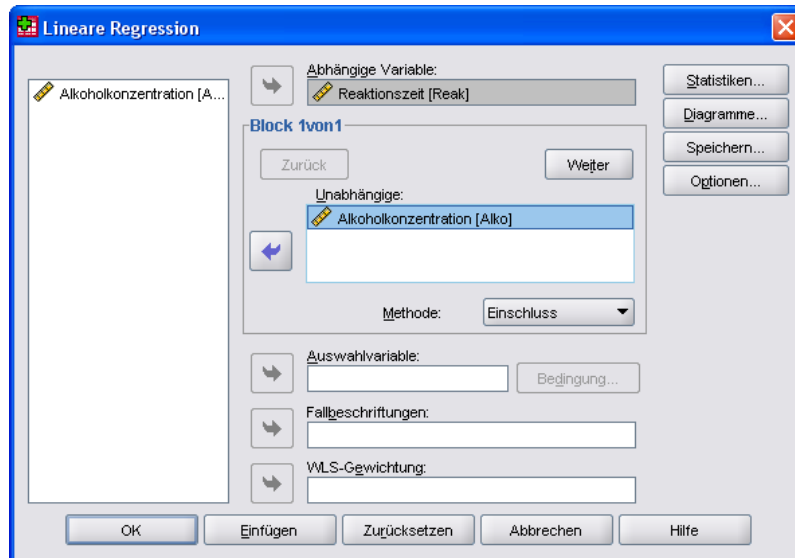 Lineare Regression
Alkoholkonzentration [A...
Abhängige Variable:
Reaktionszeit [Reak]
Block 1von1
Zurück
Weiter
Unabhängige:
Alkoholkonzentration [Alko]
Methode:
Einschluss
Auswahlvariable:
Bedingung...
Fallbeschriftungen:
WLS-Gewichtung:
Statistiken...
Diagramme...
Speichern...
Optionen...
OK
Einfügen
Zurücksetzen
Abbrechen
Hilfe